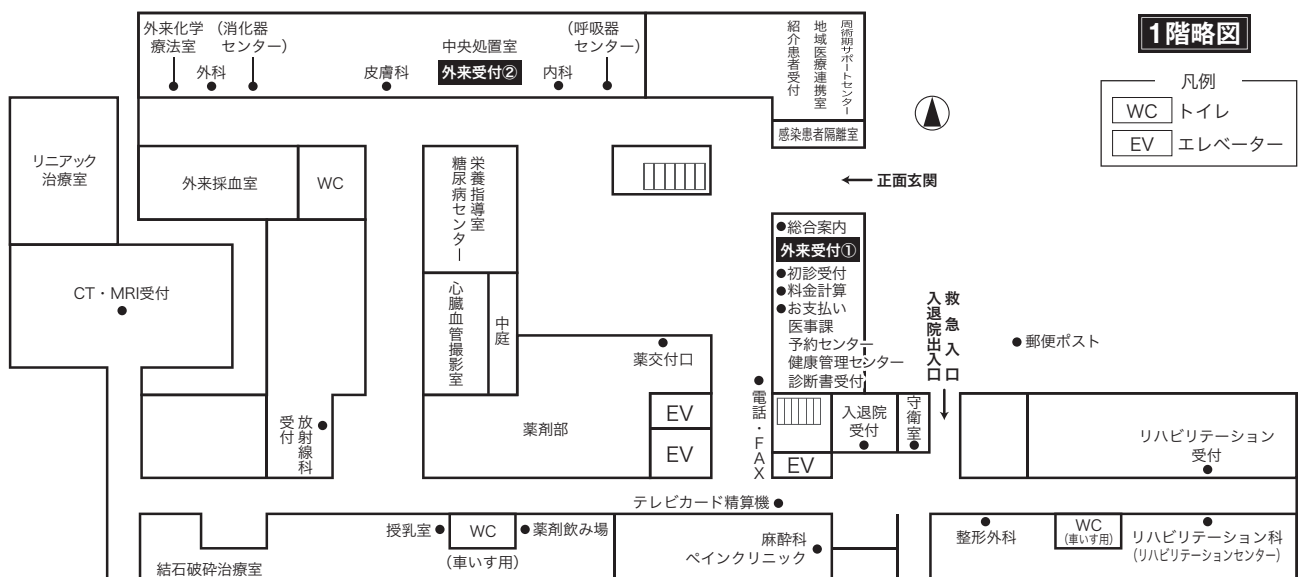 1階略図
凡例
WC トイレ
EV エレベーター
外来化学
療法室
(消化器
センター)
外科
皮膚科
中央処置室
外来受付②
内科
(呼吸器
センター)
紹介患者受付
地域医療連携室
周術期サポートセンター
感染患者隔離室
リニアック
治療室
外来採血室
WC
栄養指導室
糖尿病センター
正面玄関
総合案内
外来受付①
初診受付
料金計算
お支払い
医事課
予約センター
健康管理センター
診断書受付
CT・MRI受付
心臓血管撮影室
中庭
薬交付口
救急入口
入退院出入口
郵便ポスト
電話・FAX
放射線科
受付
薬剤部
EV
EV
EV
入退院
受付
守衛室
リハビリテーション
受付
テレビカード精算機
授乳室
WC
(車いす用)
薬剤飲み場
麻酔科
ペインクリニック
整形外科
WC
(車いす用)
リハビリテーション科
(リハビリテーションセンター)
結石破砕治療室